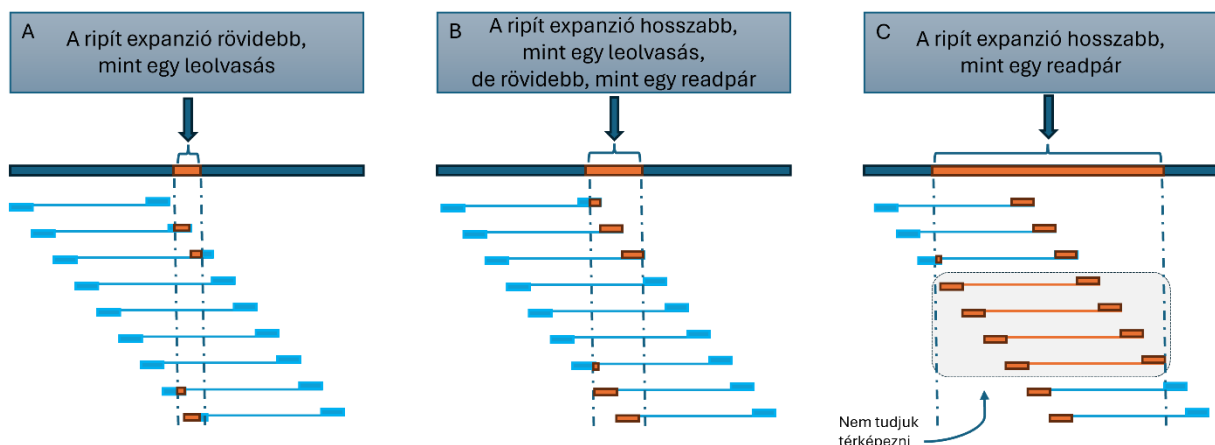 A
A ripít expanzió rövidebb,
mint egy leolvasás
B
A ripít expanzió hosszabb,
mint egy leolvasás,
de rövidebb, mint egy readpár
C
A ripít expanzió hosszabb,
mint egy readpár
Nem tudjuk
térképezni